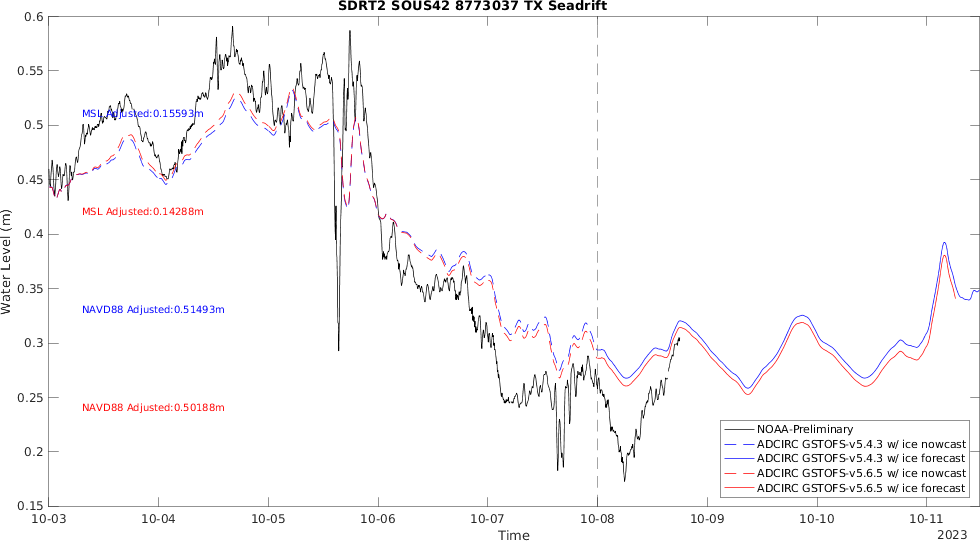 SDRT2 SOUS42 8773037 TX Seadrift
0.6
0.55
0.5
0.45
0.4
0.35
0.3
0.25
0.2
0.15
Water Level (m)
MSL Adjusted:0.15593m
MSL Adjusted:0.14288m
NAVD88 Adjusted:0.51493m
NAVD88 Adjusted:0.50188m
NOAA-Preliminary
ADCIRC GSTOFS-v5.4.3 w/ ice nowcast
ADCIRC GSTOFS-v5.4.3 w/ ice forecast
ADCIRC GSTOFS-v5.6.5 w/ ice nowcast
ADCIRC GSTOFS-v5.6.5 w/ ice forecast
10-03 10-04 10-05 10-06 10-07 10-08 10-09 10-10 10-11
Time
2023